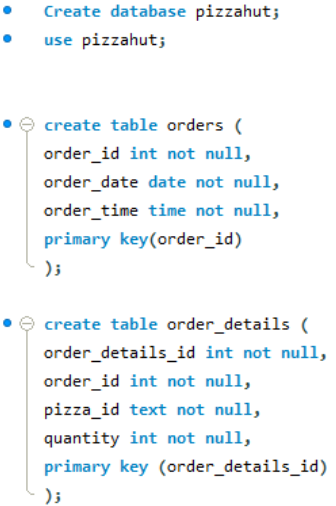 Create database pizzahut;
use pizzahut;
create table orders (
order_id int not null,
order_date date not null,
order_time time not null,
primary key(order_id)
);
create table order_details (
order_details_id int not null,
order_id int not null,
pizza_id text not null,
quantity int not null,
primary key (order_details_id)
);